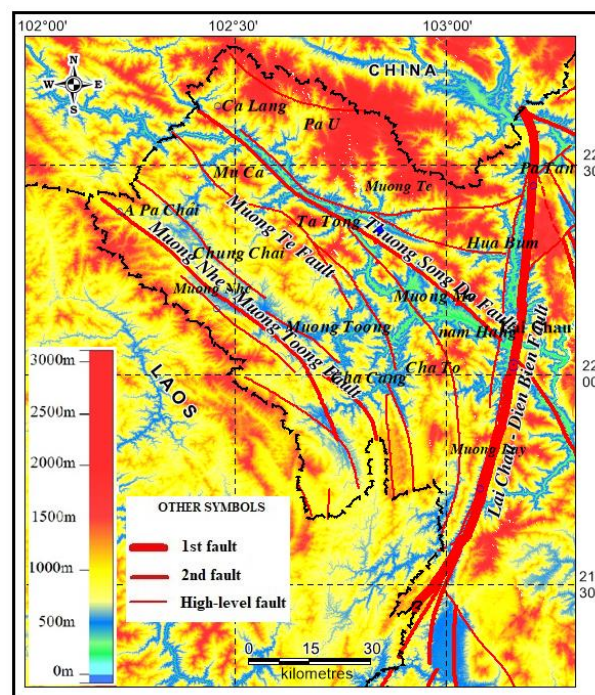 102°00' 102°30' 103°00'
N
W E
S
CHINA
Ca Lang
Pa U
22
30
Pa Tan
Mu Ca
Muong Te
A Pa Chai
Ta Tong
Thuong Song Da Fault
Muong Te Fault
Hua Bum
Chung Chai
Muong Nhe - Muong Toong Fault
Muong Nhe
Muong Mo
Muong Toong
nam Hang
Chau
Lai Chau - Dien Bien Fault
LAOS
Cha To
Cha Cang
22
00
Muong Lay
3000m
2500m
2000m
1500m
1000m
500m
0m
OTHER SYMBOLS
1st fault
2nd fault
High-level fault
21
30
0 15 30
kilometres